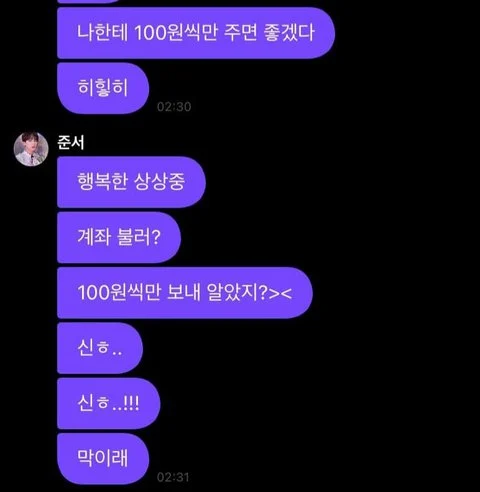 나한테 100원씩만 주면 좋겠다
히힣히
02:30
준서
행복한 상상중
계좌 불러?
100원씩만 보내 알았지?><
신ㅎ..
신ㅎ..!!!
막이래
02:31